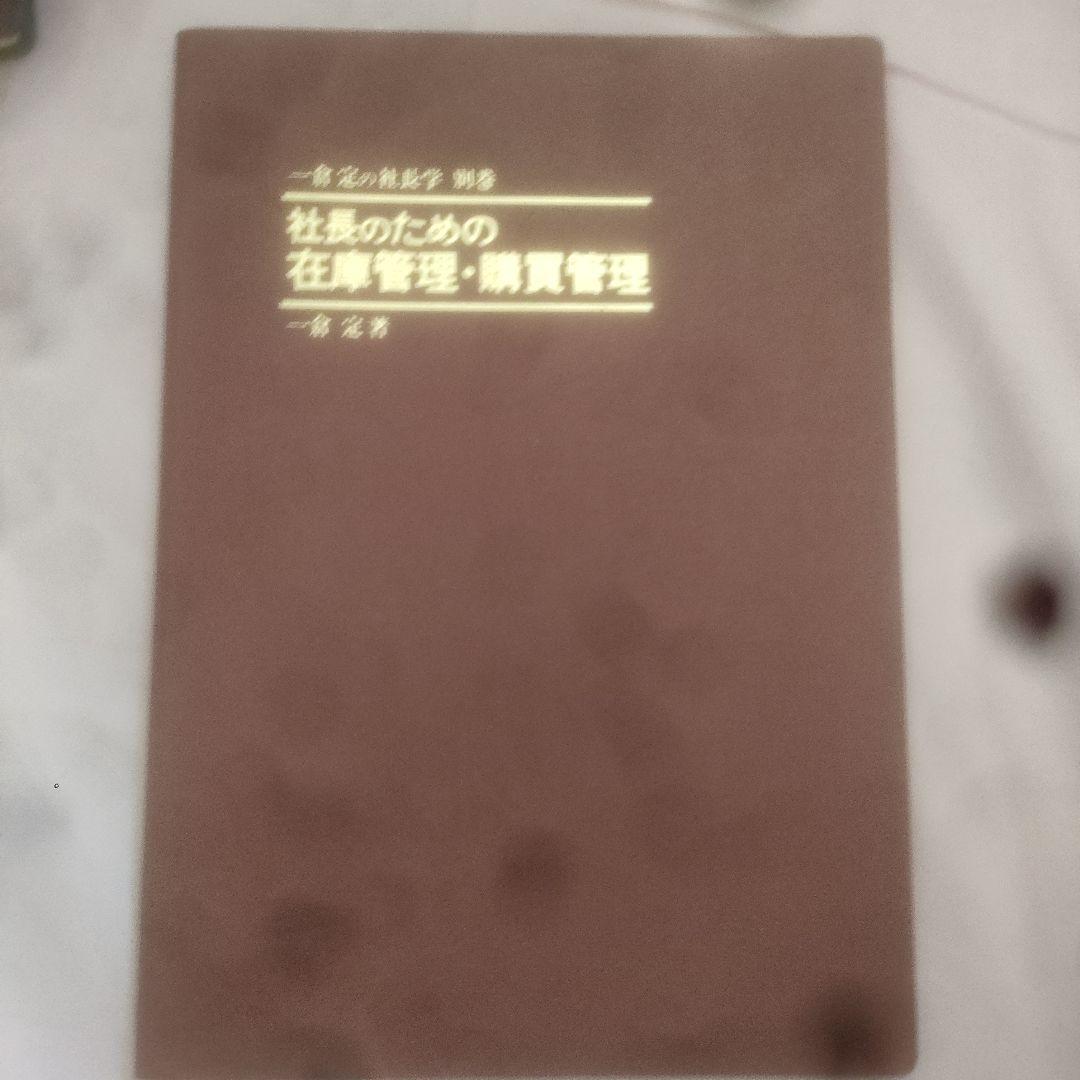 一倉定の社長学 別巻
社長のための
在庫管理・購買管理
一倉 定著